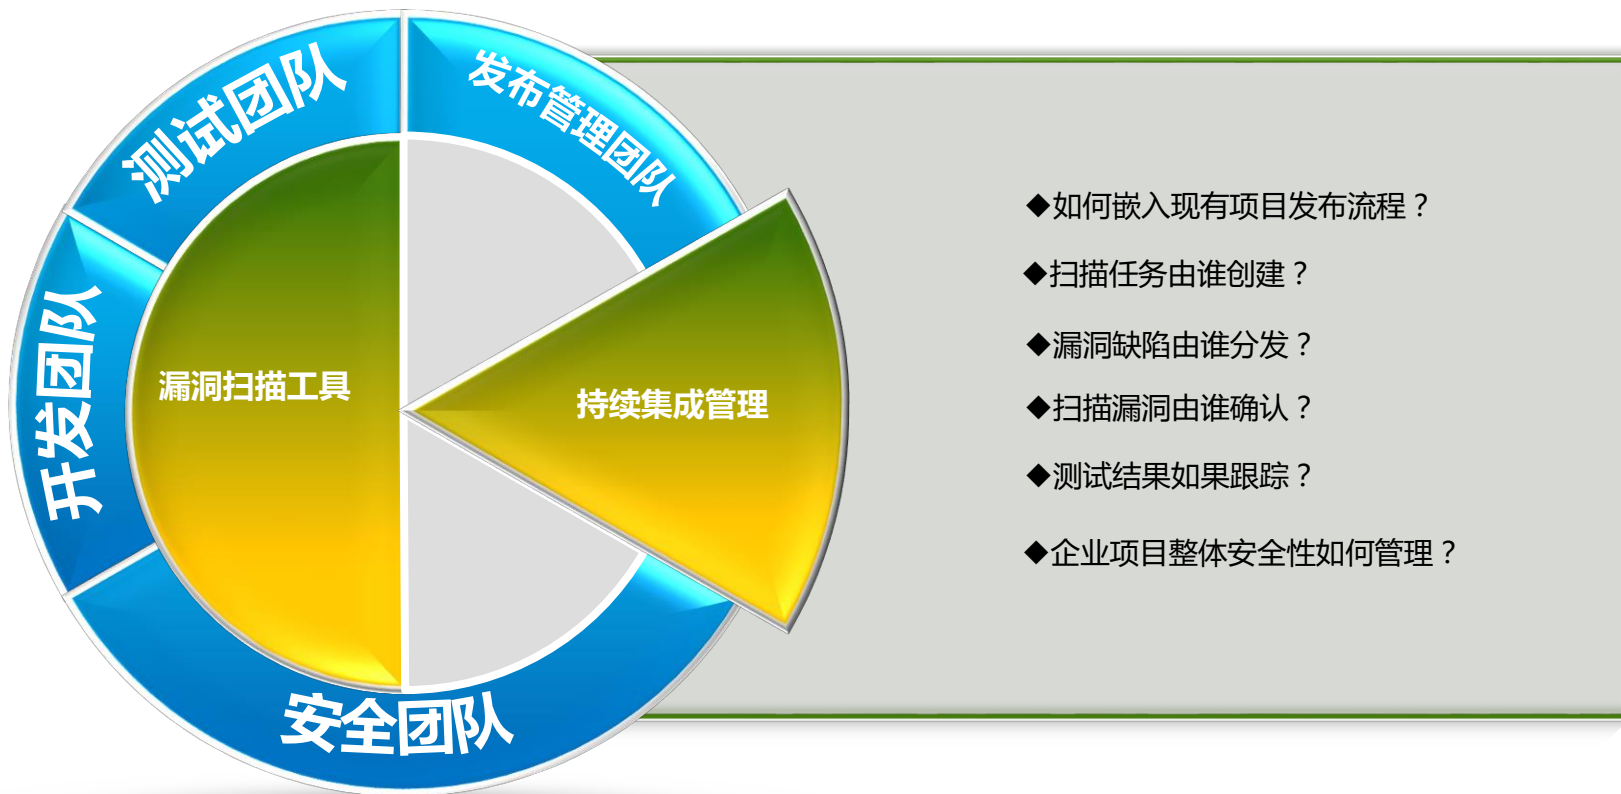 测试团队
发布管理团队
开发团队
漏洞扫描工具
持续集成管理
安全团队
◆如何嵌入现有项目发布流程？
◆扫描任务由谁创建？
◆漏洞缺陷由谁分发？
◆扫描漏洞由谁确认？
◆测试结果如果跟踪？
◆企业项目整体安全性如何管理？